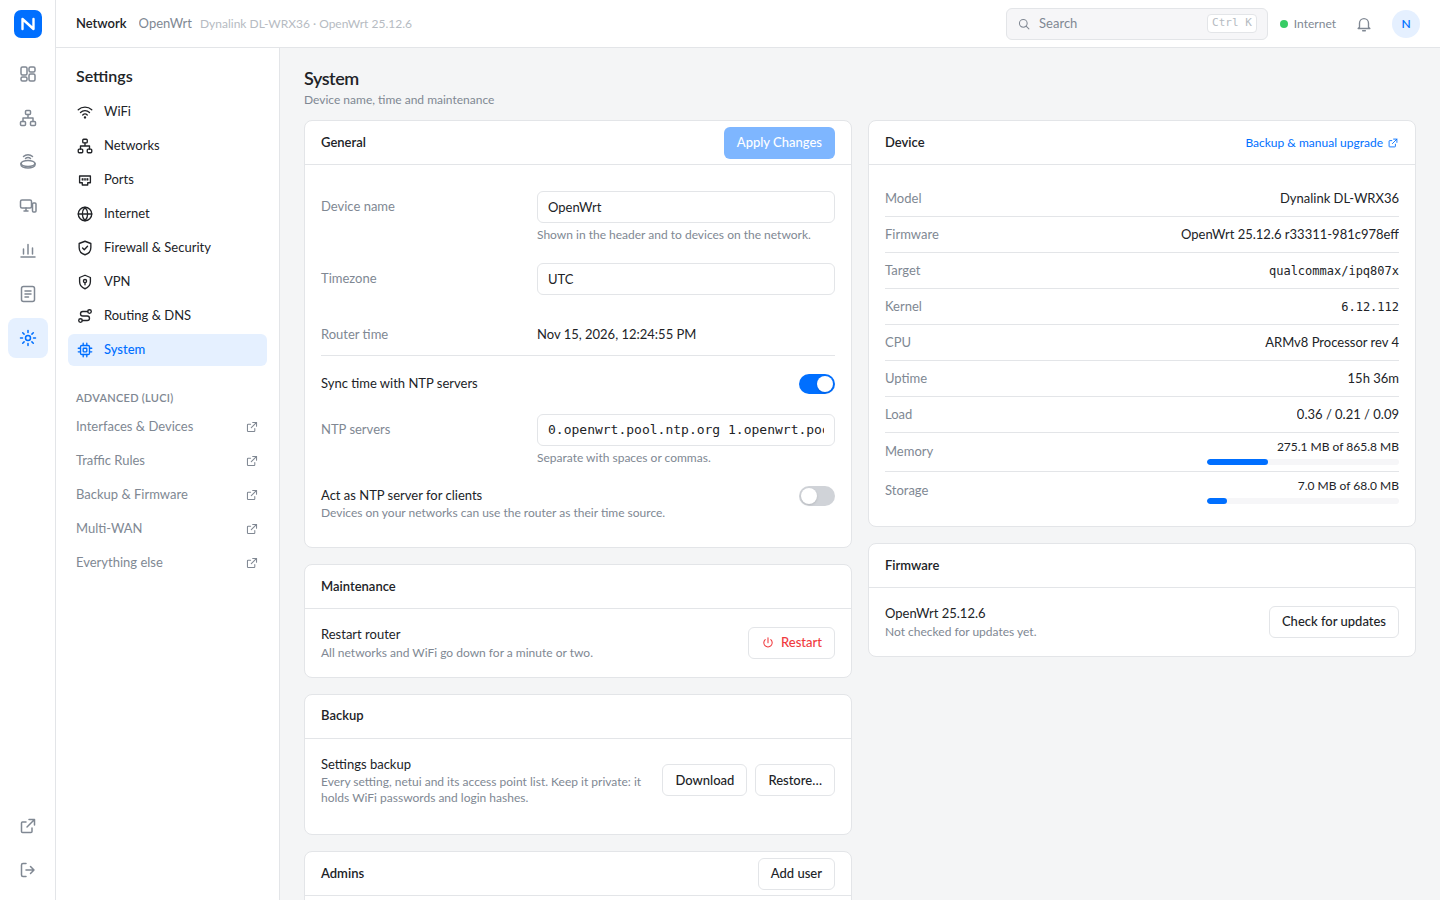 Network OpenWrt Dynalink DL-WRX36 · OpenWrt 25.12.6
Search Ctrl K
Internet
N
Settings
WiFi
Networks
Ports
Internet
Firewall & Security
VPN
Routing & DNS
System
ADVANCED (LUCI)
Interfaces & Devices
Traffic Rules
Backup & Firmware
Multi-WAN
Everything else
System
Device name, time and maintenance
General
Apply Changes
Device name
OpenWrt
Shown in the header and to devices on the network.
Timezone
UTC
Router time
Nov 15, 2026, 12:24:55 PM
Sync time with NTP servers
NTP servers
0.openwrt.pool.ntp.org 1.openwrt.poo
Separate with spaces or commas.
Act as NTP server for clients
Devices on your networks can use the router as their time source.
Maintenance
Restart router
All networks and WiFi go down for a minute or two.
Restart
Backup
Settings backup
Every setting, netui and its access point list. Keep it private: it
holds WiFi passwords and login hashes.
Download
Restore...
Admins
Add user
Device
Backup & manual upgrade
Model
Dynalink DL-WRX36
Firmware
OpenWrt 25.12.6 r33311-981c978eff
Target
qualcommax/ipq807x
Kernel
6.12.112
CPU
ARMv8 Processor rev 4
Uptime
15h 36m
Load
0.36 / 0.21 / 0.09
Memory
275.1 MB of 865.8 MB
Storage
7.0 MB of 68.0 MB
Firmware
OpenWrt 25.12.6
Not checked for updates yet.
Check for updates